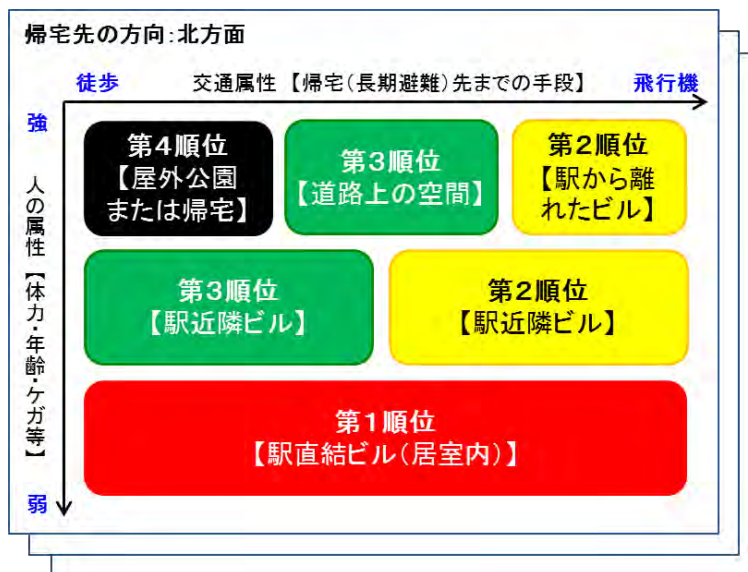 帰宅先の方向:北方面
徒歩 交通属性 【帰宅(長期避難)先までの手段】 飛行機
強
人の属性【体力・年齢・ケガ等】
弱
第4順位
【屋外公園
または帰宅】
第3順位
【道路上の空間】
第2順位
【駅から離
れたビル】
第3順位
【駅近隣ビル】
第2順位
【駅近隣ビル】
第1順位
【駅直結ビル(居室内)】